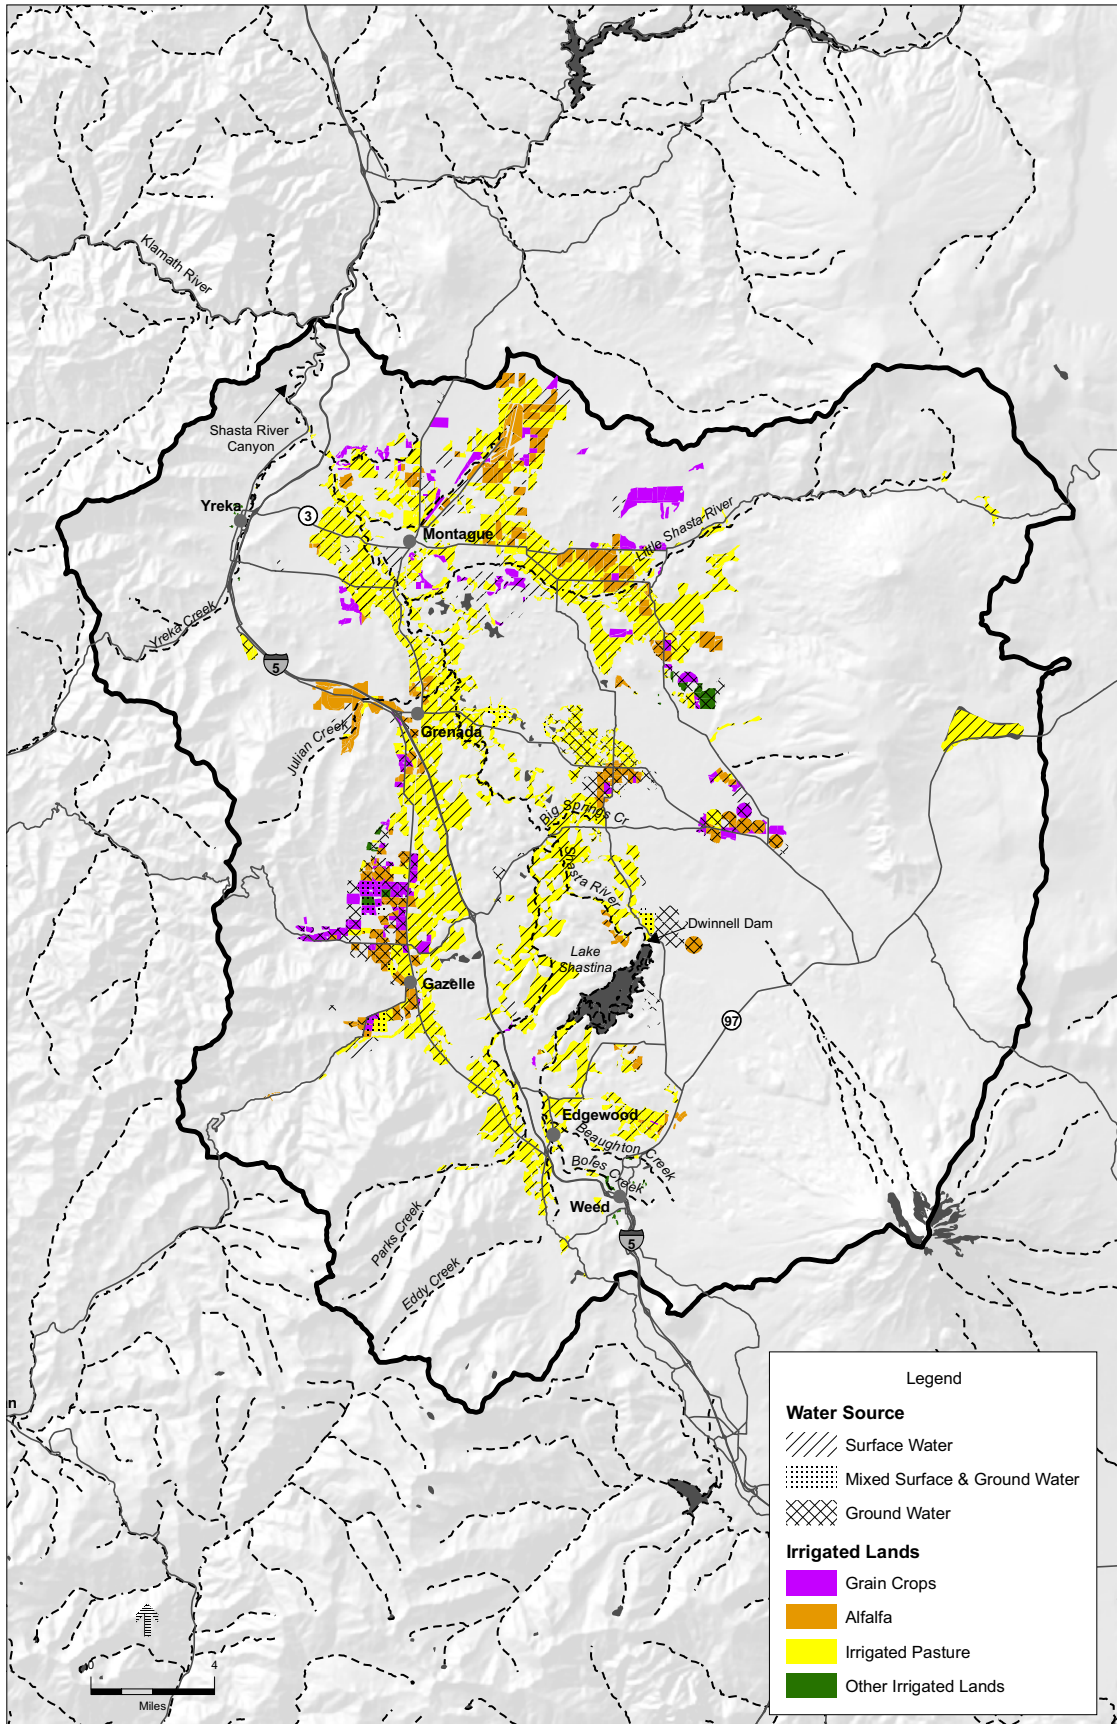 Klamath River
Shasta River
Canyon
Yreka
3
Montague
Little Shasta River
Yreka Creek
5
Julian Creek
Grenada
Big Springs Cr
Shasta River
Dwinnell Dam
Lake
Shastina
Gazelle
97
Edgewood
Beaughton Creek
Boles Creek
Weed
Parks Creek
5
Eddy Creek
n
Legend
Water Source
Surface Water
Mixed Surface & Ground Water
Ground Water
Irrigated Lands
Grain Crops
Alfalfa
Irrigated Pasture
Other Irrigated Lands
0 4
Miles